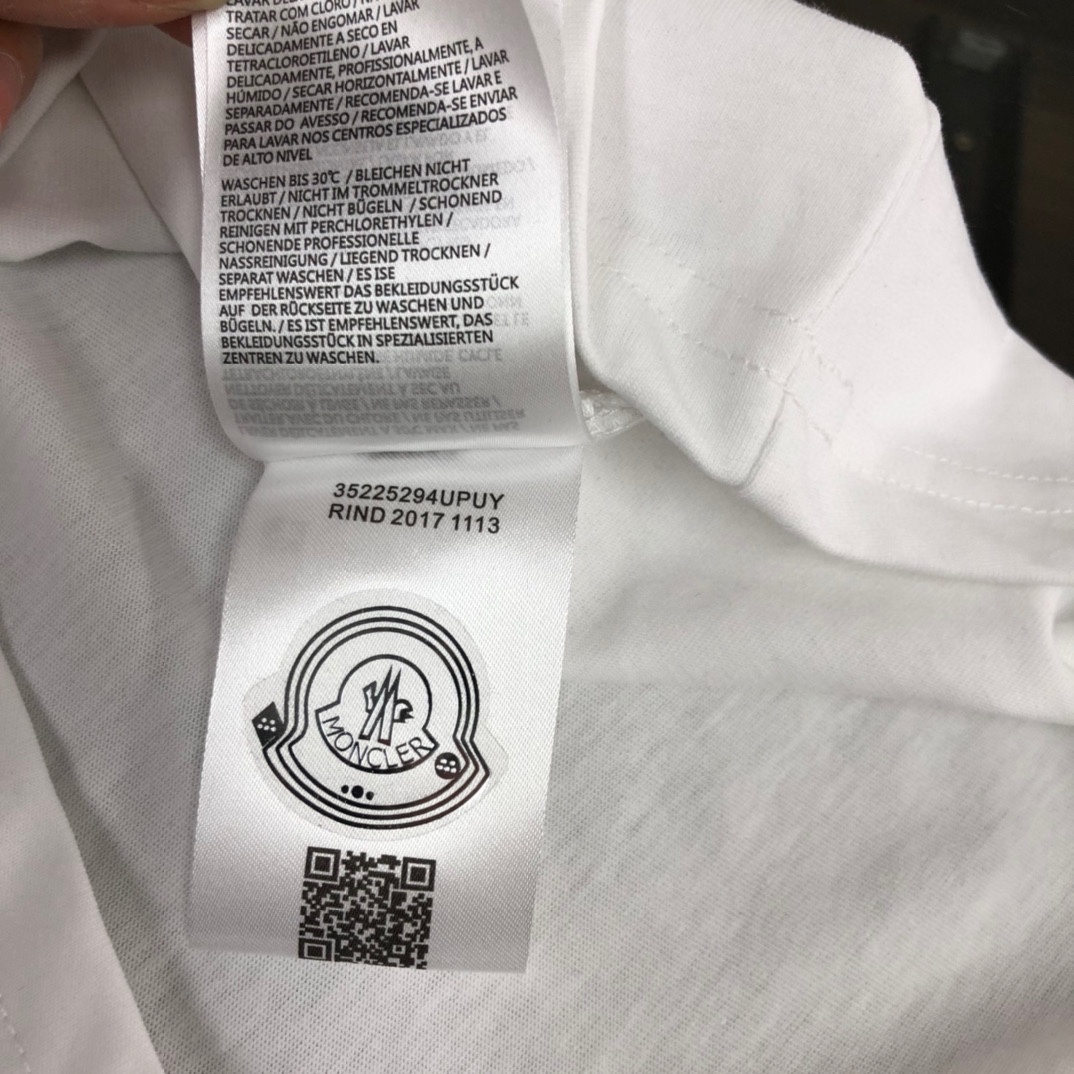 TRATAR COM CLORO / N
SECAR / NÃO ENGOMAR / LAVAR
DELICADAMENTE A SECO EN
TETRACLOROETILENO / LAVAR
DELICADAMENTE, PROFISSIONALMENTE, A
HÚMIDO / SECAR HORIZONTALMENTE / LAVAR
SEPARADAMENTE / RECOMENDA-SE LAVAR E
PASSAR DO AVESSO / RECOMENDA-SE ENVIAR
PARA LAVAR NOS CENTROS ESPECIALIZADOS
DE ALTO NIVEL
WASCHEN BIS 30℃ / BLEICHEN NICHT
ERLAUBT / NICHT IM TROMMELTROCKNER
TROCKNEN / NICHT BÜGELN / SCHONEND
REINIGEN MIT PERCHLORETHYLEN /
SCHONENDE PROFESSIONELLE
NASSREINIGUNG / LIEGEND TROCKNEN /
SEPARAT WASCHEN / ES ISE
EMPFEHLENSWERT DAS BEKLEIDUNGSSTÜCK
AUF DER RÜCKSEITE ZU WASCHEN UND
BÜGELN. / ES IST EMPFEHLENSWERT, DAS
BEKLEIDUNGSSTÜCK IN SPEZIALISIERTEN
ZENTREN ZU WASCHEN.
35225294UPUY
RIND 2017 1113
MONCLER